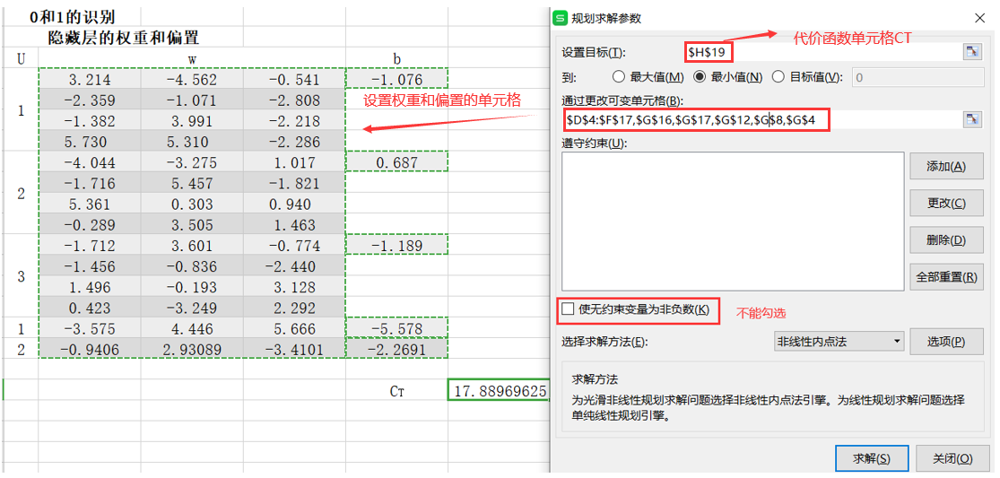 0和1的识别
隐藏层的权重和偏置
U w b
3.214 -4.562 -0.541 -1.076
-2.359 -1.071 -2.808
1
-1.382 3.991 -2.218
5.730 5.310 -2.286
-4.044 -3.275 1.017 0.687
-1.716 5.457 -1.821
2
5.361 0.303 0.940
-0.289 3.505 1.463
-1.712 3.601 -0.774 -1.189
-1.456 -0.836 -2.440
3
1.496 -0.193 3.128
0.423 -3.249 2.292
1 -3.575 4.446 5.666 -5.578
2 -0.9406 2.93089 -3.4101 -2.2691
CT 17.88969625
设置权重和偏置的单元格
S 规划求解参数
代价函数单元格CT
设置目标(T): $H$19
到: 最大值(M) 最小值(N) 目标值(V): 0
通过更改可变单元格(B):
$D$4:$F$17,$G$16,$G$17,$G$12,$G$8,$G$4
遵守约束(U):
添加(A)
更改(C)
删除(D)
全部重置(R)
使无约束变量为非负数(K) 不能勾选
选择求解方法(E): 非线性内点法 选项(P)
求解方法
为光滑非线性规划求解问题选择非线性内点法引擎。为线性规划求解问题选择
单纯线性规划引擎。
求解(S) 关闭(O)